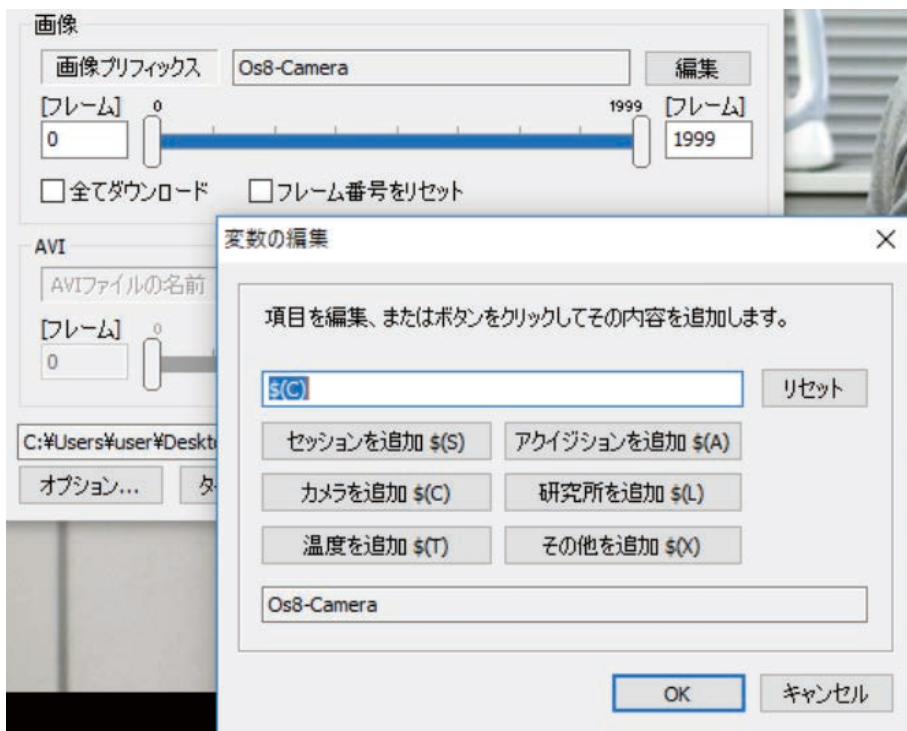 画像
画像プリフィックス Os8-Camera 編集
[フレーム] 0 1999 [フレーム]
0 1999
全てダウンロード フレーム番号をリセット
AVI
AVIファイルの名前
[フレーム] 0
0
C:¥Users¥user¥Deskt
オプション...
変数の編集
項目を編集、またはボタンをクリックしてその内容を追加します。
$(C) リセット
セッションを追加 $(S) アクイジションを追加 $(A)
カメラを追加 $(C) 研究所を追加 $(L)
温度を追加 $(T) その他を追加 $(X)
Os8-Camera
OK キャンセル